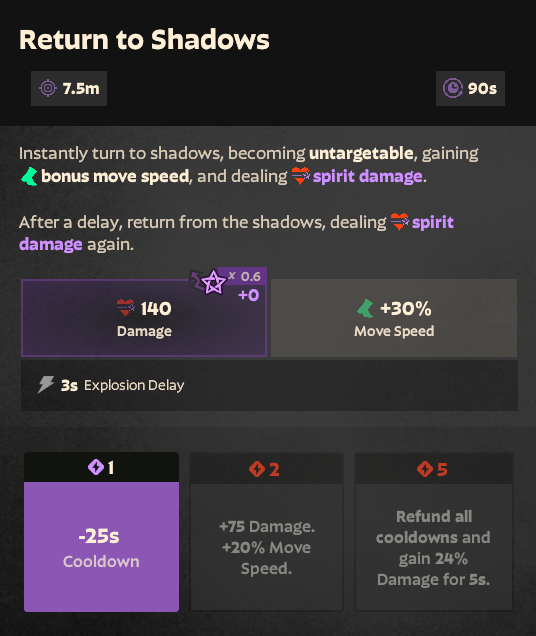 Return to Shadows
7.5m
90s
Instantly turn to shadows, becoming untargetable, gaining
bonus move speed, and dealing spirit damage.
After a delay, return from the shadows, dealing spirit
damage again.
x 0.6
+0
140
Damage
+30%
Move Speed
3s Explosion Delay
1
-25s
Cooldown
2
+75 Damage.
+20% Move
Speed.
5
Refund all
cooldowns and
gain 24%
Damage for 5s.